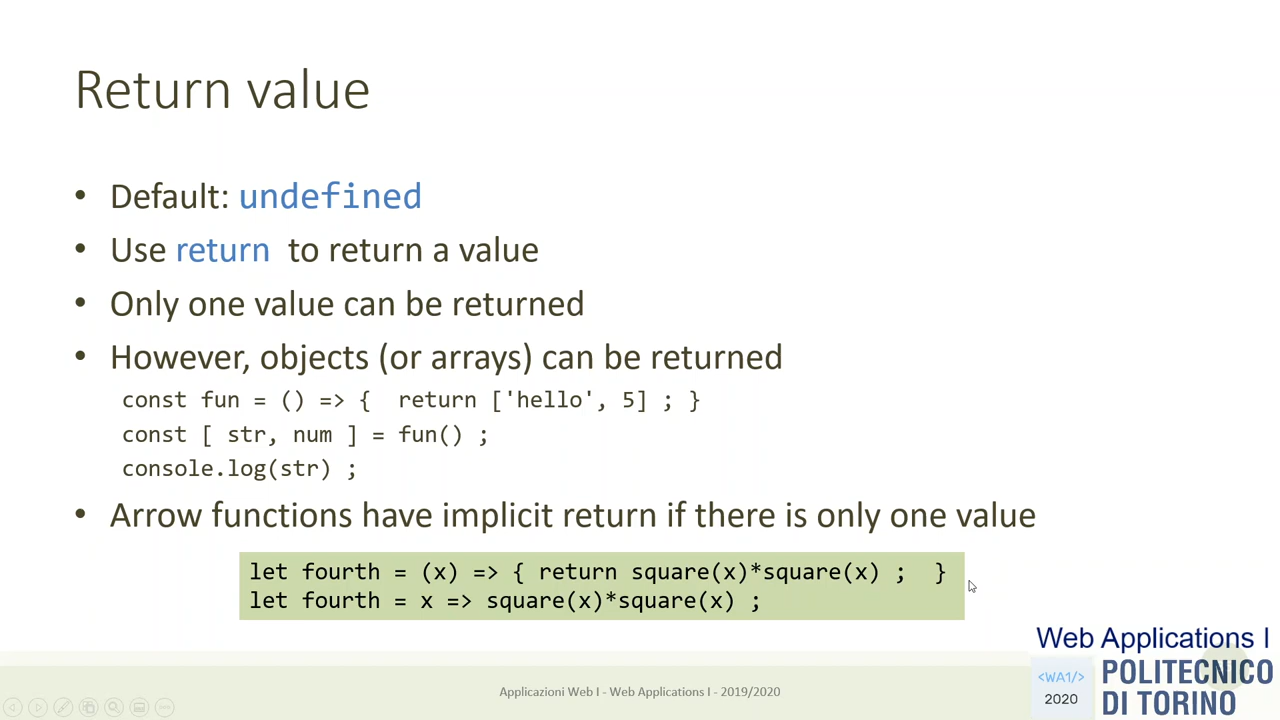 Return value
• Default: undefined
• Use return to return a value
• Only one value can be returned
• However, objects (or arrays) can be returned
const fun = () => {  return ['hello', 5] ; }
const [ str, num ] = fun() ;
console.log(str) ;
• Arrow functions have implicit return if there is only one value
let fourth = (x) => { return square(x)*square(x) ;  }
let fourth = x => square(x)*square(x) ;
Applicazioni Web I - Web Applications I - 2019/2020
Web Applications I
<WA1/>
2020
POLITECNICO
DI TORINO